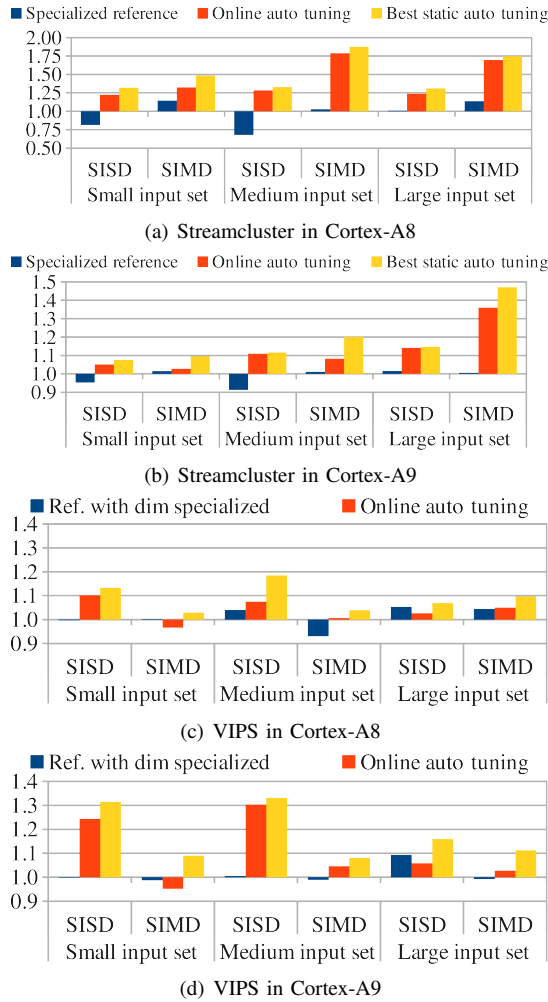 Specialized reference Online auto tuning Best static auto tuning
2.00
1.75
1.50
1.25
1.00
0.75
0.50
SISD SIMD SISD SIMD SISD SIMD
Small input set Medium input set Large input set
(a) Streamcluster in Cortex-A8
Specialized reference Online auto tuning Best static auto tuning
1.5
1.4
1.3
1.2
1.1
1.0
0.9
SISD SIMD SISD SIMD SISD SIMD
Small input set Medium input set Large input set
(b) Streamcluster in Cortex-A9
Ref. with dim specialized Online auto tuning
1.4
1.3
1.2
1.1
1.0
0.9
SISD SIMD SISD SIMD SISD SIMD
Small input set Medium input set Large input set
(c) VIPS in Cortex-A8
Ref. with dim specialized Online auto tuning
1.4
1.3
1.2
1.1
1.0
0.9
SISD SIMD SISD SIMD SISD SIMD
Small input set Medium input set Large input set
(d) VIPS in Cortex-A9